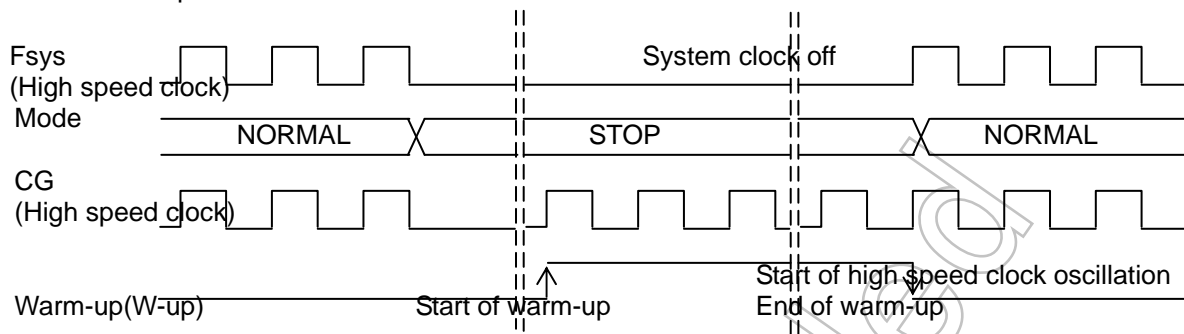 Fsys
(High speed clock)
System clock off
Mode
NORMAL
STOP
NORMAL
CG
(High speed clock)
Start of high speed clock oscillation
Warm-up(W-up)
Start of warm-up
End of warm-up